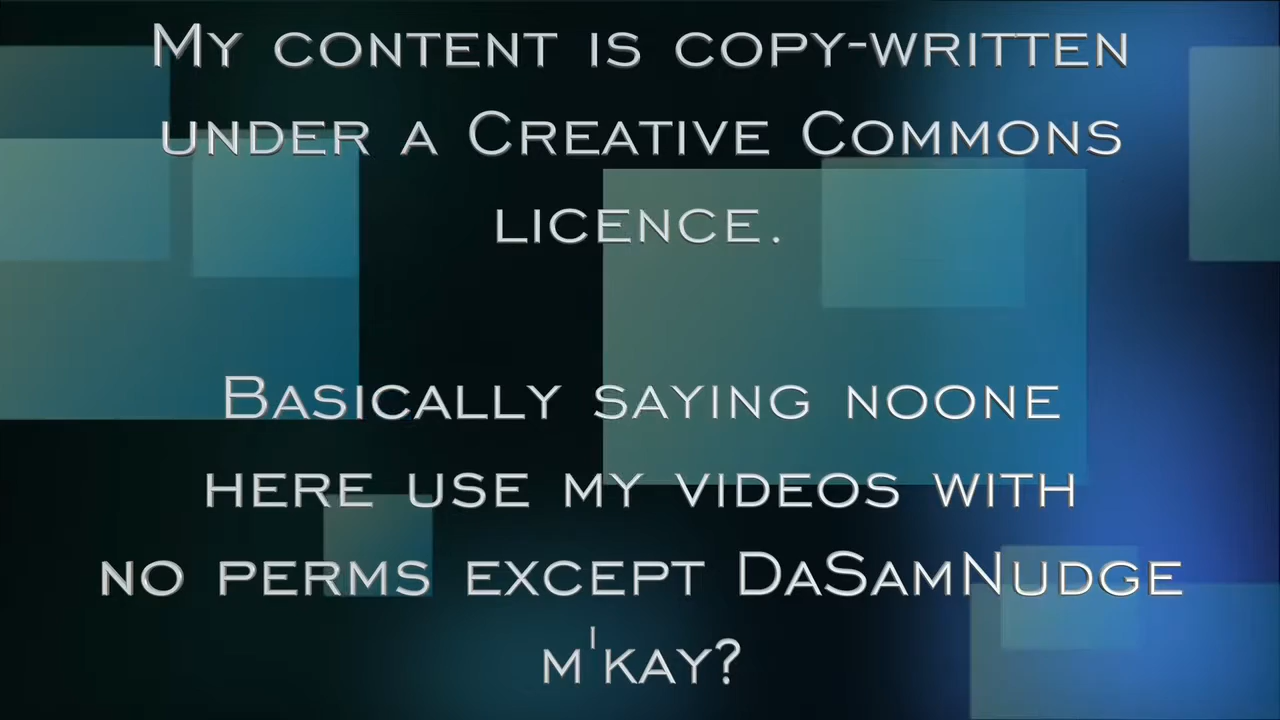 My content is copy-written
under a Creative Commons
licence.
Basically saying noone
here use my videos with
no perms except DaSamNudge
m'kay?